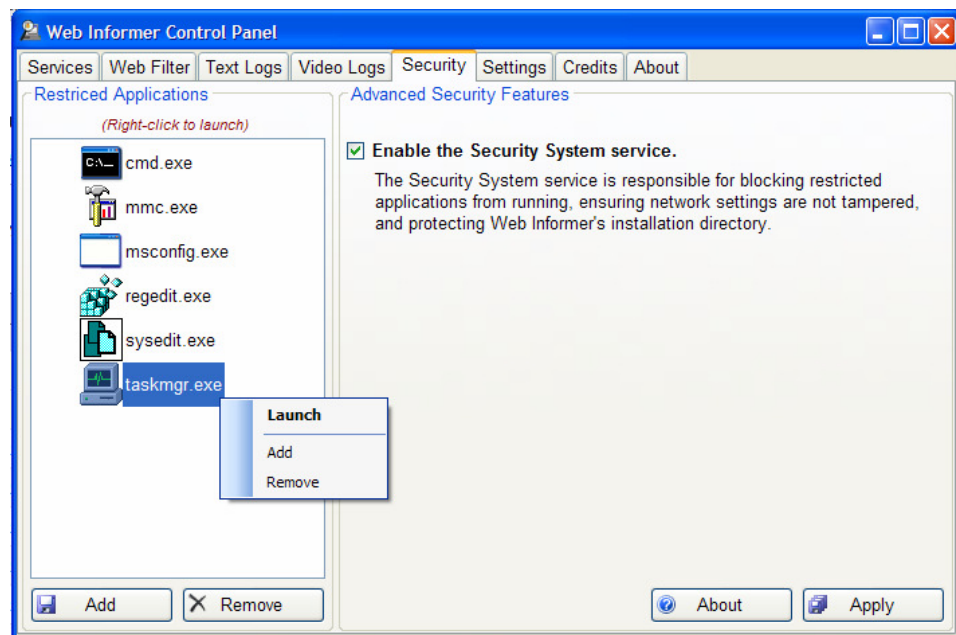 Web Informer Control Panel
Services Web Filter Text Logs Video Logs Security Settings Credits About
Restriced Applications
(Right-click to launch)
C:\_ cmd.exe
mmc.exe
msconfig.exe
regedit.exe
sysedit.exe
taskmgr.exe
Launch
Add
Remove
Add Remove
Advanced Security Features
Enable the Security System service.
The Security System service is responsible for blocking restricted
applications from running, ensuring network settings are not tampered,
and protecting Web Informer's installation directory.
About Apply